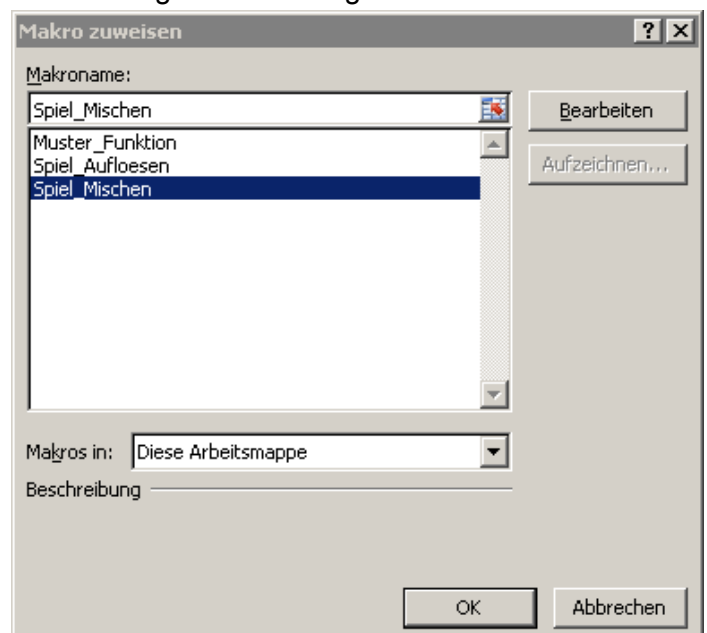 Makro zuweisen
Makroname:
Spiel_Mischen
Bearbeiten
Muster_Funktion
Spiel_Aufloesen
Spiel_Mischen
Aufzeichnen...
Makros in: Diese Arbeitsmappe
Beschreibung
OK
Abbrechen